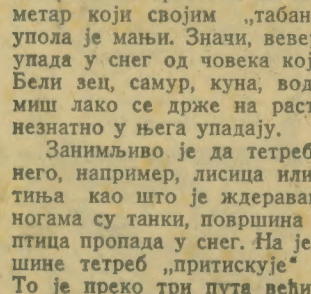 метар који својим „табан
упола је мањи. Значи, веве
упада у снег од човека кој
Бели зец, самур, куна, вод
миш лако се држе на раст
незнатно у њега упадају.
Занимљиво је да тетреб
него, например, лисица или
тиња као што је ждерава
ногама су танки, површина
птица пропада у снег. На је
шине тетреб „притискује“
То је преко три пута већи